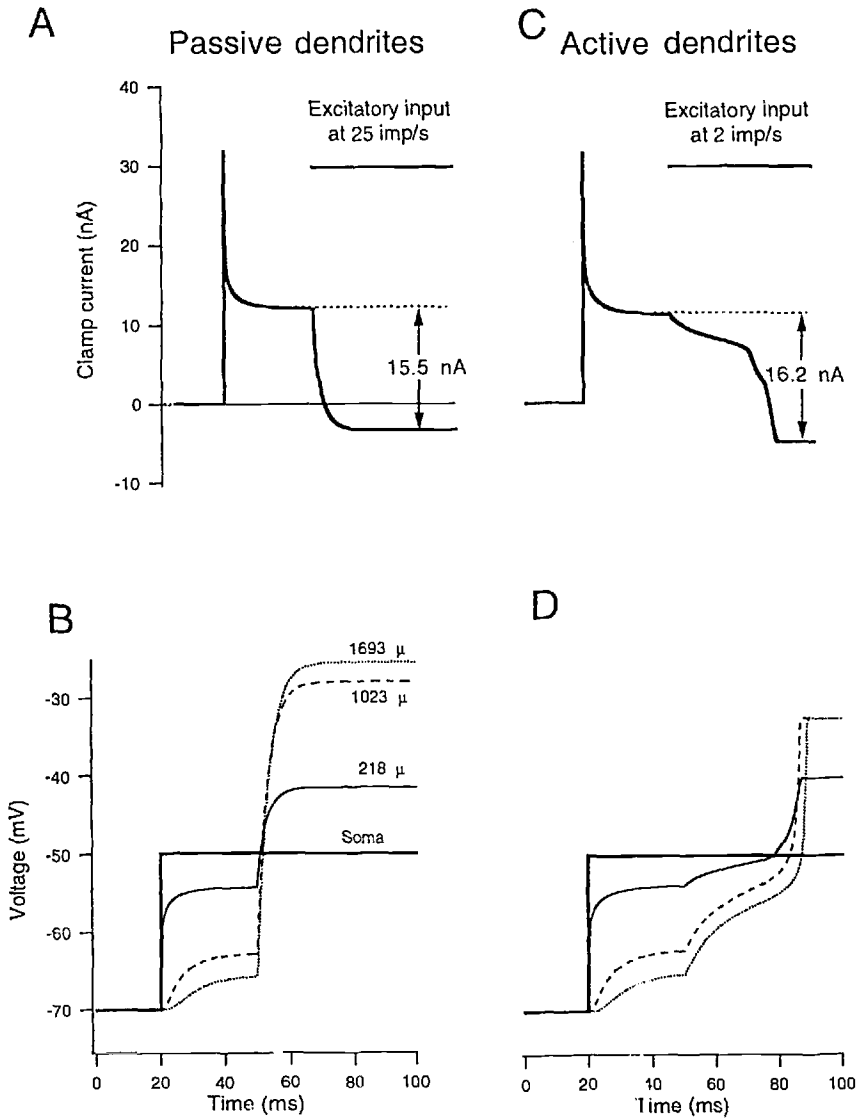 A
Passive dendrites
C
Active dendrites
40
30
20
10
0
-10
Clamp current (nA)
Excitatory input
at 25 imp/s
15.5 nA
Excitatory input
at 2 imp/s
16.2 nA
B
-30
-40
-50
-60
-70
Voltage (mV)
1693 μ
1023 μ
218 μ
Soma
0 20 40 60 80 100
Time (ms)
D
0 20 40 60 80 100
Time (ms)